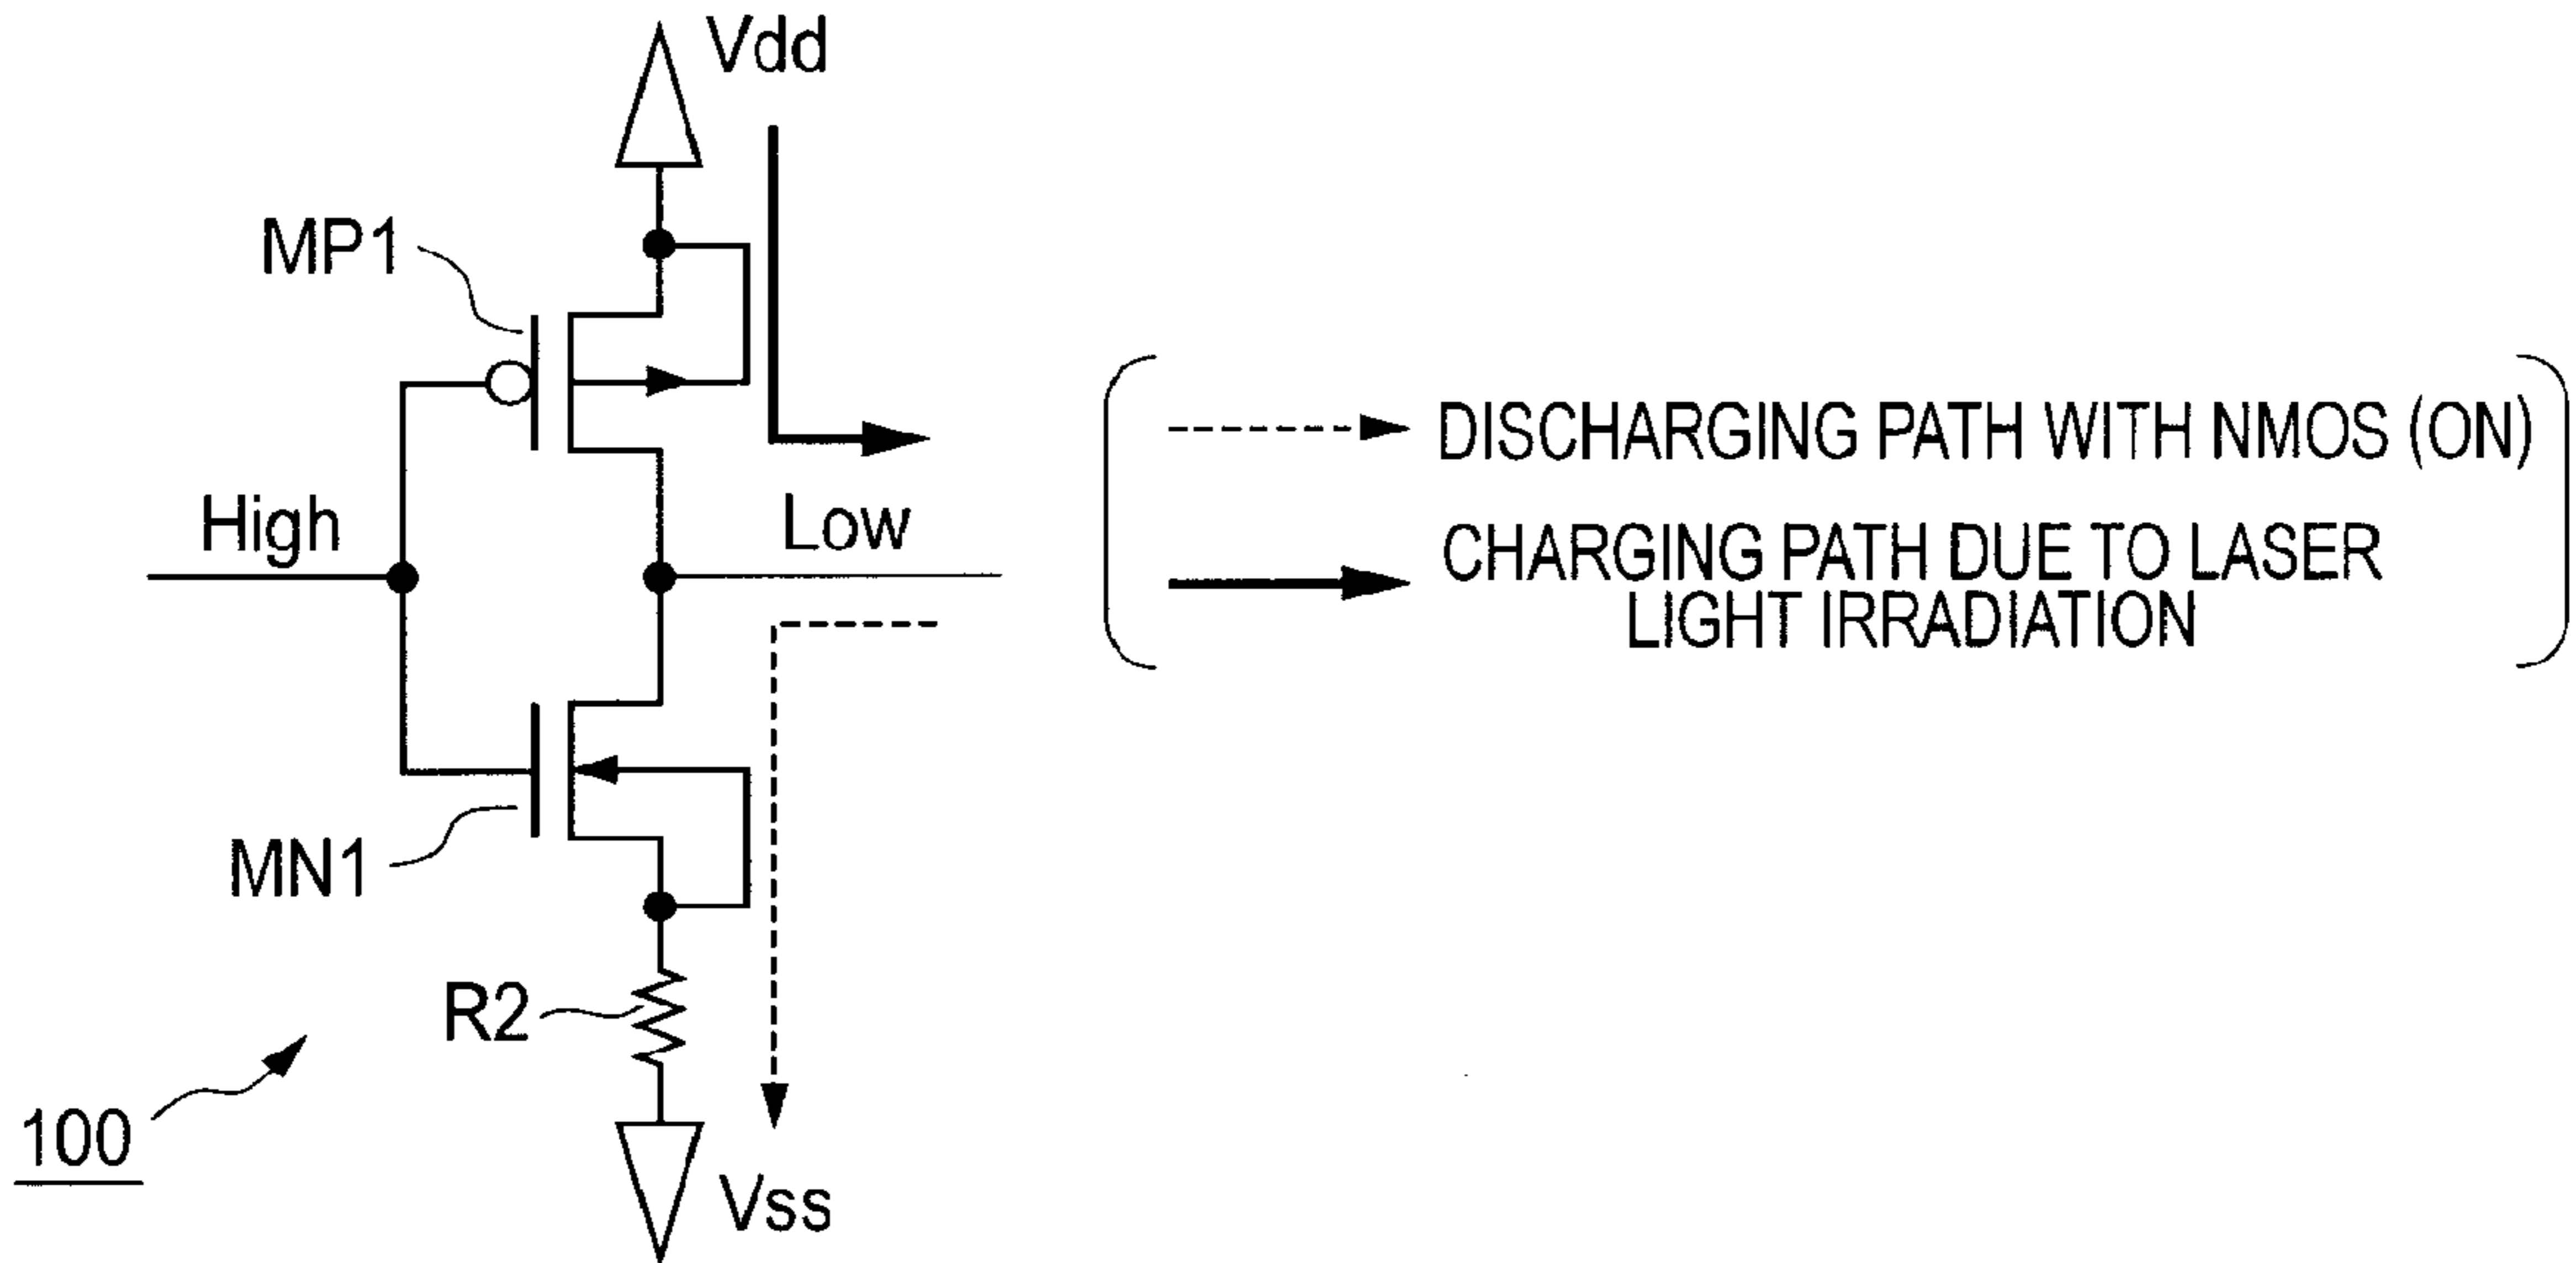 Vdd
MP1
High
Low
DISCHARGING PATH WITH NMOS (ON)
CHARGING PATH DUE TO LASER
LIGHT IRRADIATION
MN1
R2
100
Vss